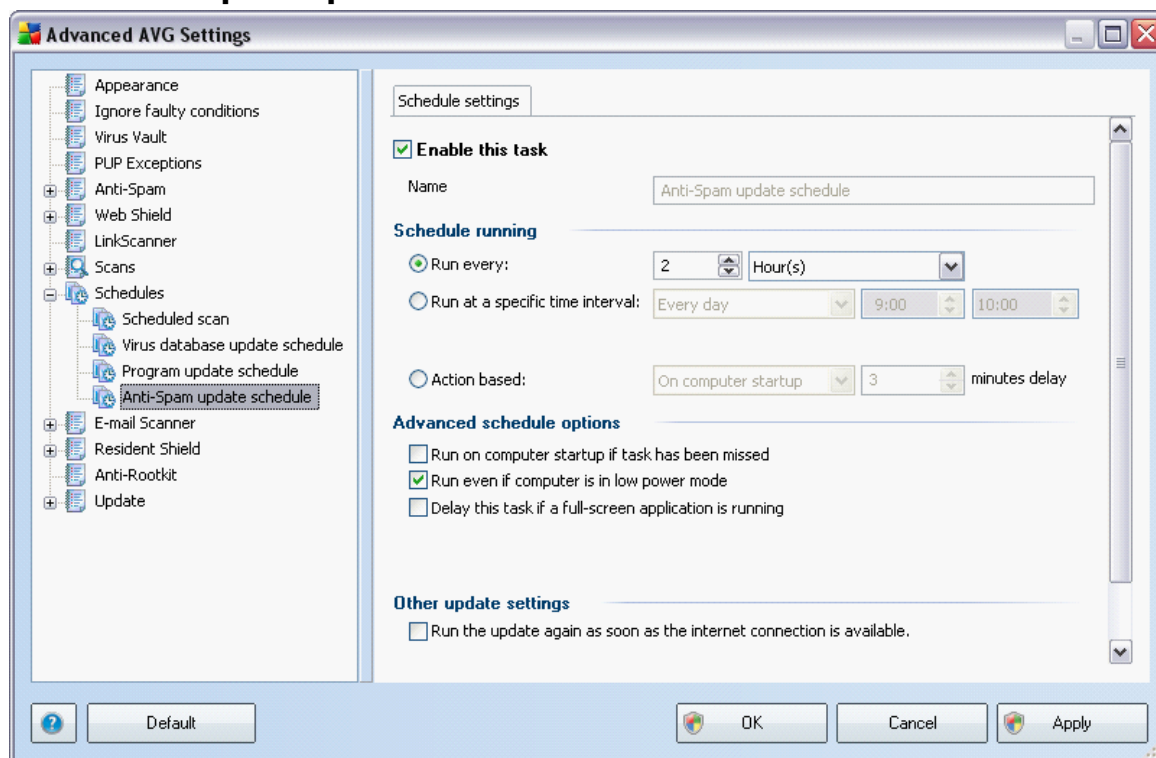 Advanced AVG Settings
Appearance
Ignore faulty conditions
Virus Vault
PUP Exceptions
Anti-Spam
Web Shield
LinkScanner
Scans
Schedules
Scheduled scan
Virus database update schedule
Program update schedule
Anti-Spam update schedule
E-mail Scanner
Resident Shield
Anti-Rootkit
Update
Schedule settings
Enable this task
Name Anti-Spam update schedule
Schedule running
Run every: 2 Hour(s)
Run at a specific time interval: Every day 9:00 10:00
Action based: On computer startup 3 minutes delay
Advanced schedule options
Run on computer startup if task has been missed
Run even if computer is in low power mode
Delay this task if a full-screen application is running
Other update settings
Run the update again as soon as the internet connection is available.
? Default OK Cancel Apply